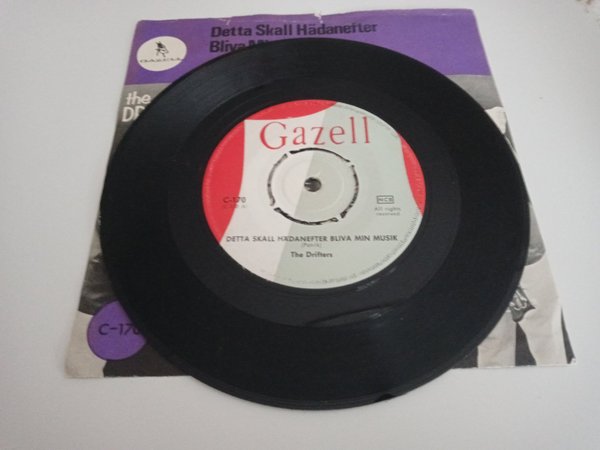 GAZELL
Detta Skall Hädanefter
Bliva
the
Gazell
C-170
NCB
All rights
reserved.
DETTA SKALL HÄDANEFTER BLIVA MIN MUSIK
The Drifters
C-170